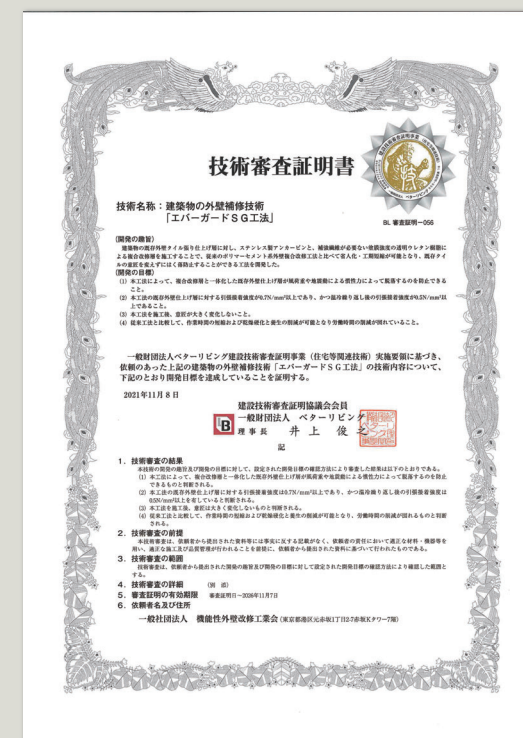 技術審査証明書
技術名称：建築物の外壁補修技術
「エバーガードＳＧ工法」
BL 審査証明－056
(開発の趣旨)
建築物の既存外壁タイル張り仕上げ層に対し、ステンレス製アンカーピンと、補強繊維が必要ない塗膜強度の透明ウレタン樹脂に
よる複合改修層を施工することで、従来のポリマーセメント系外壁複合改修工法と比べて省人化・工期短縮が可能となり、既存タイ
ルの意匠を変えずにはく落防止することができる工法を開発した。
(開発の目標)
(1) 本工法によって、複合改修層と一体化した既存外壁仕上げ層が風荷重や地震動による慣性力によって脱落するのを防止できる
こと。
(2) 本工法の既存外壁仕上げ層に対する引張接着強度が0.7N/mm²以上であり、かつ温冷繰り返し後の引張接着強度が0.5N/mm²以
上であること。
(3) 本工法を施工後、意匠が大きく変化しないこと。
(4) 従来工法と比較して、作業時間の短縮および乾燥硬化と養生の削減が可能となり労働時間の削減が図れていること。
一般財団法人ベターリビング建設技術審査証明事業（住宅等関連技術）実施要領に基づき、
依頼のあった上記の建築物の外壁補修技術「エバーガードＳＧ工法」の技術内容について、
下記のとおり開発目標を達成していることを証明する。
2021年11月 8 日
建設技術審査証明協議会会員
一般財団法人 ベターリビング
理事長 井上 俊之
記
1．技術審査の結果
本技術の開発の趣旨及び開発の目標に対して、設定された開発目標の確認方法により審査した結果は以下のとおりである。
(1) 本工法によって、複合改修層と一体化した既存外壁仕上げ層が風荷重や地震動による慣性力によって脱落するのを防止
できるものと判断される。
(2) 本工法の既存外壁仕上げ層に対する引張接着強度は0.7N/mm²以上であり、かつ温冷繰り返し後の引張接着強度は
0.5N/mm²以上を有していると判断される。
(3) 本工法を施工後、意匠は大きく変化しないものと判断される。
(4) 従来工法と比較して、作業時間の短縮および乾燥硬化と養生の削減が可能となり、労働時間の削減が図れるものと判断
される。
2．技術審査の前提
本技術審査は、依頼者から提出された資料等には事実に反する記載がなく、依頼者の責任において適正な材料・機器等を
用い、適正な施工及び品質管理が行われることを前提に、依頼者から提出された資料に基づいて行われたものである。
3．技術審査の範囲
技術審査は、依頼者から提出された開発の趣旨及び開発の目標に対して設定された開発目標の確認方法により確認した範囲と
する。
4．技術審査の詳細 （別 添）
5．審査証明の有効期限 審査証明日～2026年11月7日
6．依頼者名及び住所
一般社団法人 機能性外壁改修工業会（東京都港区元赤坂1丁目2-7赤坂Kタワー7階）